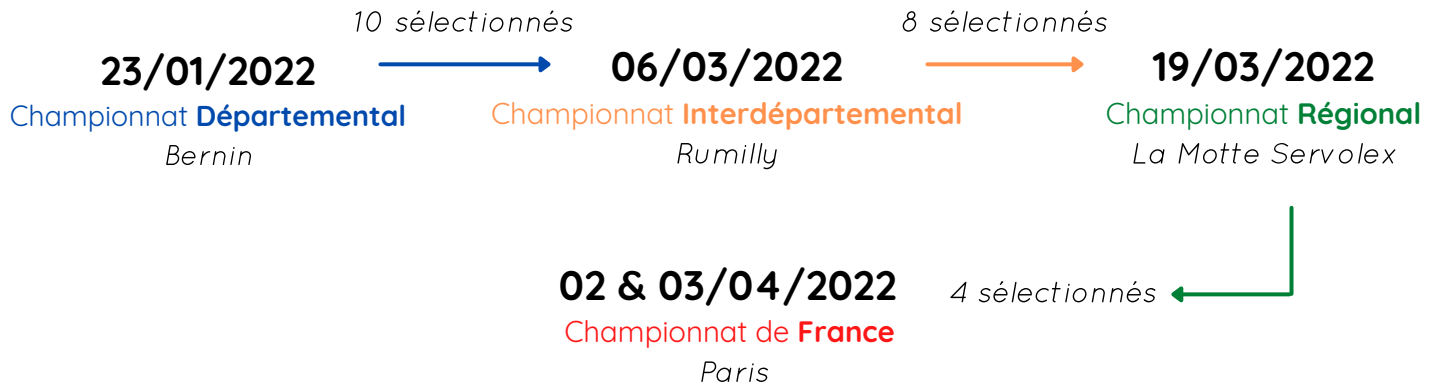 10 sélectionnés
8 sélectionnés
23/01/2022
06/03/2022
19/03/2022
Championnat Départemental
Championnat Interdépartemental
Championnat Régional
Bernin
Rumilly
La Motte Servolex
02 & 03/04/2022
4 sélectionnés
Championnat de France
Paris